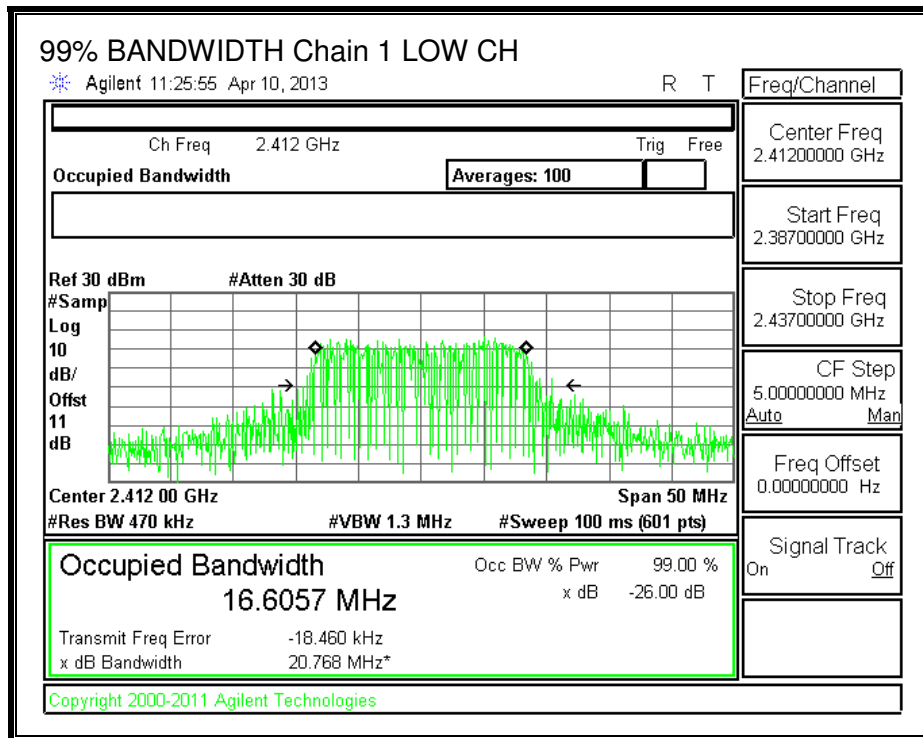 99% BANDWIDTH Chain 1 LOW CH
Agilent 11:25:55 Apr 10, 2013 R T
Freq/Channel
Ch Freq 2.412 GHz Trig Free
Occupied Bandwidth Averages: 100
Center Freq
2.41200000 GHz
Start Freq
2.38700000 GHz
Stop Freq
2.43700000 GHz
CF Step
5.00000000 MHz
Auto Man
Freq Offset
0.00000000 Hz
Signal Track
On Off
Ref 30 dBm #Atten 30 dB
#Samp
Log
10
dB/
Offst
11
dB
Center 2.412 00 GHz Span 50 MHz
#Res BW 470 kHz #VBW 1.3 MHz #Sweep 100 ms (601 pts)
Occupied Bandwidth Occ BW % Pwr 99.00 %
16.6057 MHz x dB -26.00 dB
Transmit Freq Error -18.460 kHz
x dB Bandwidth 20.768 MHz*
Copyright 2000-2011 Agilent Technologies